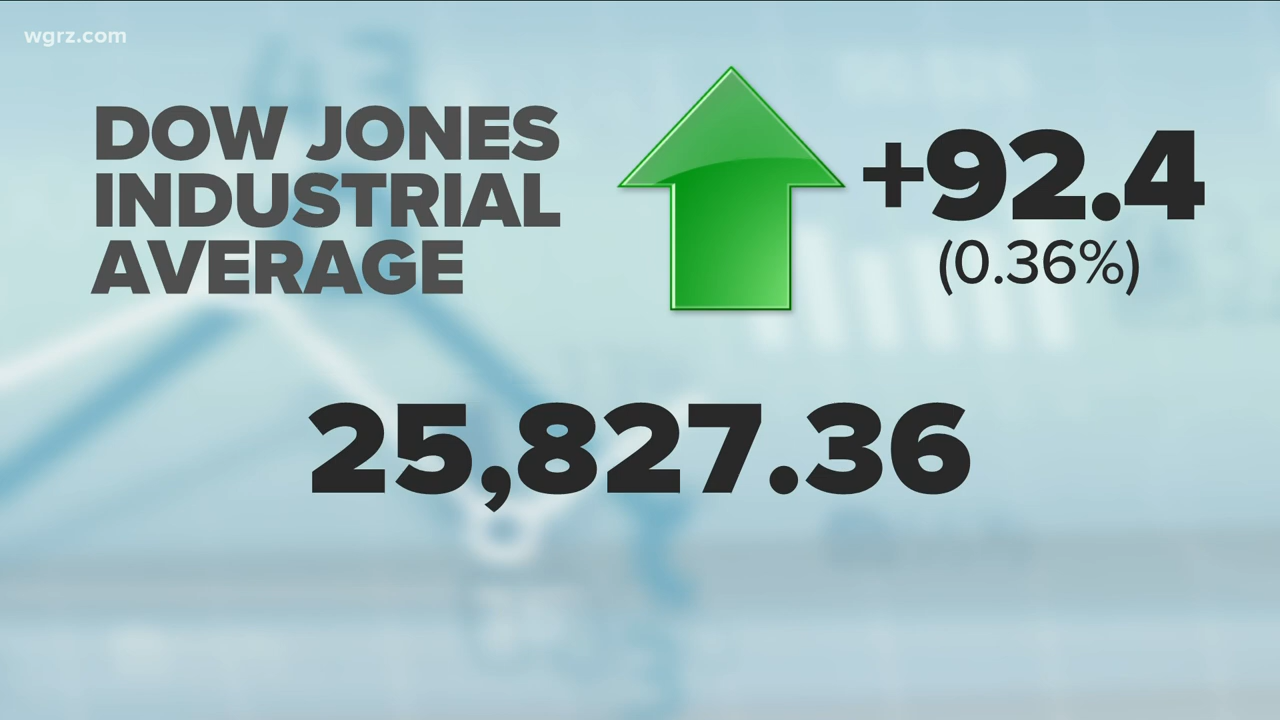 wgrz.com
DOW JONES
INDUSTRIAL
AVERAGE
+92.4
(0.36%)
25,827.36